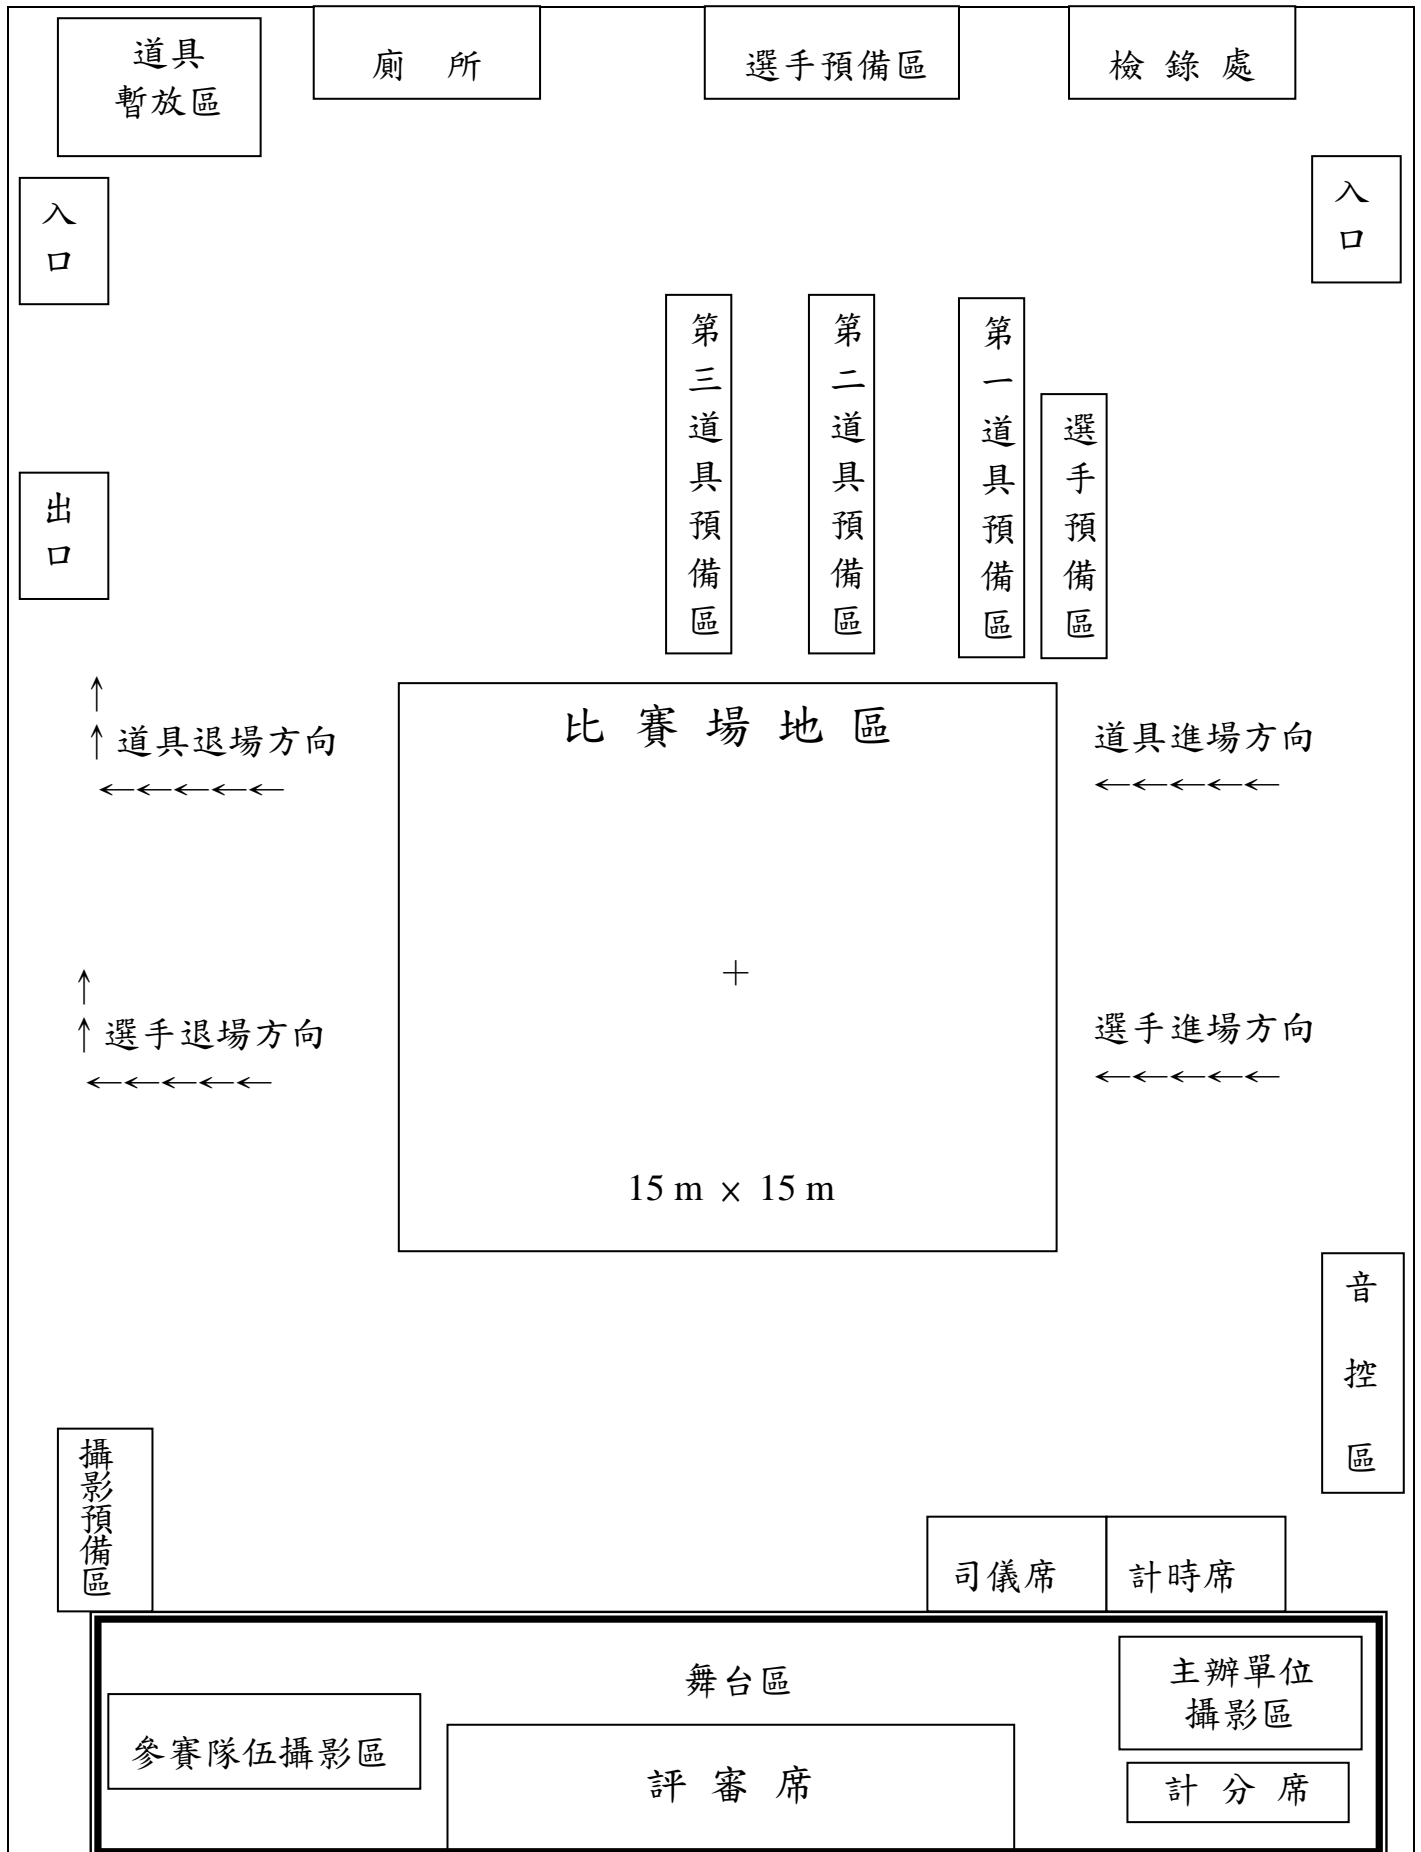 道具
暫放區
廁 所
選手預備區
檢 錄 處
入口
入口
第三道具預備區
第二道具預備區
第一道具預備區
選手預備區
出口
↑
↑道具退場方向
←←←←←
比 賽 場 地 區
道具進場方向
←←←←←
＋
↑
↑選手退場方向
←←←←←
選手進場方向
←←←←←
15 m × 15 m
音控區
攝影預備區
司儀席
計時席
舞台區
主辦單位
攝影區
參賽隊伍攝影區
評 審 席
計 分 席